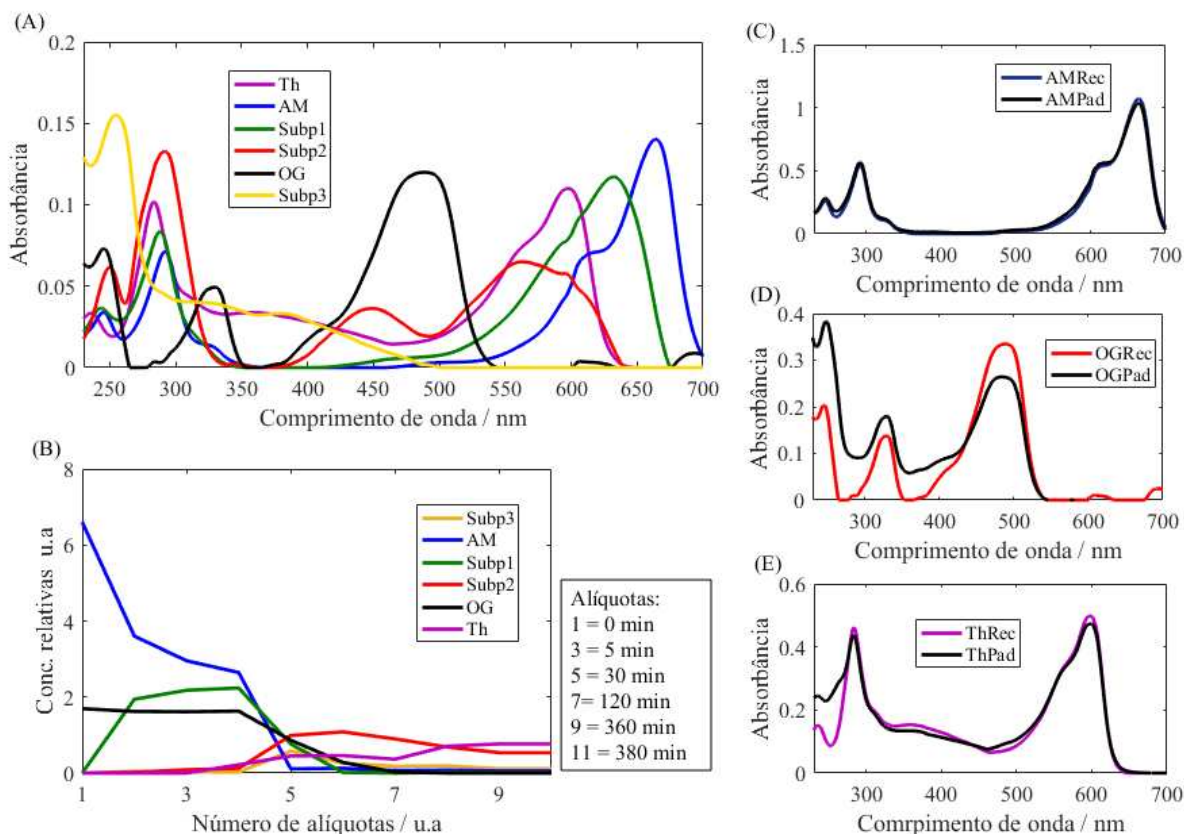 (A)
Absorbância
0.2
0.15
0.1
0.05
0
Th
AM
Subp1
Subp2
OG
Subp3
250 300 350 400 450 500 550 600 650 700
Comprimento de onda / nm
(B)
Conc. relativas u.a
8
6
4
2
0
Subp3
AM
Subp1
Subp2
OG
Th
1 3 5 7 9
Número de alíquotas / u.a
Alíquotas:
1 = 0 min
3 = 5 min
5 = 30 min
7= 120 min
9 = 360 min
11 = 380 min
(C)
Absorbância
1.5
1
0.5
0
AMRec
AMPad
300 400 500 600 700
Comprimento de onda / nm
(D)
Absorbância
0.4
0.3
0.2
0.1
0
OGRec
OGPad
300 400 500 600 700
Comprimento de onda / nm
(E)
Absorbância
0.6
0.4
0.2
0
ThRec
ThPad
300 400 500 600 700
Comprimento de onda / nm